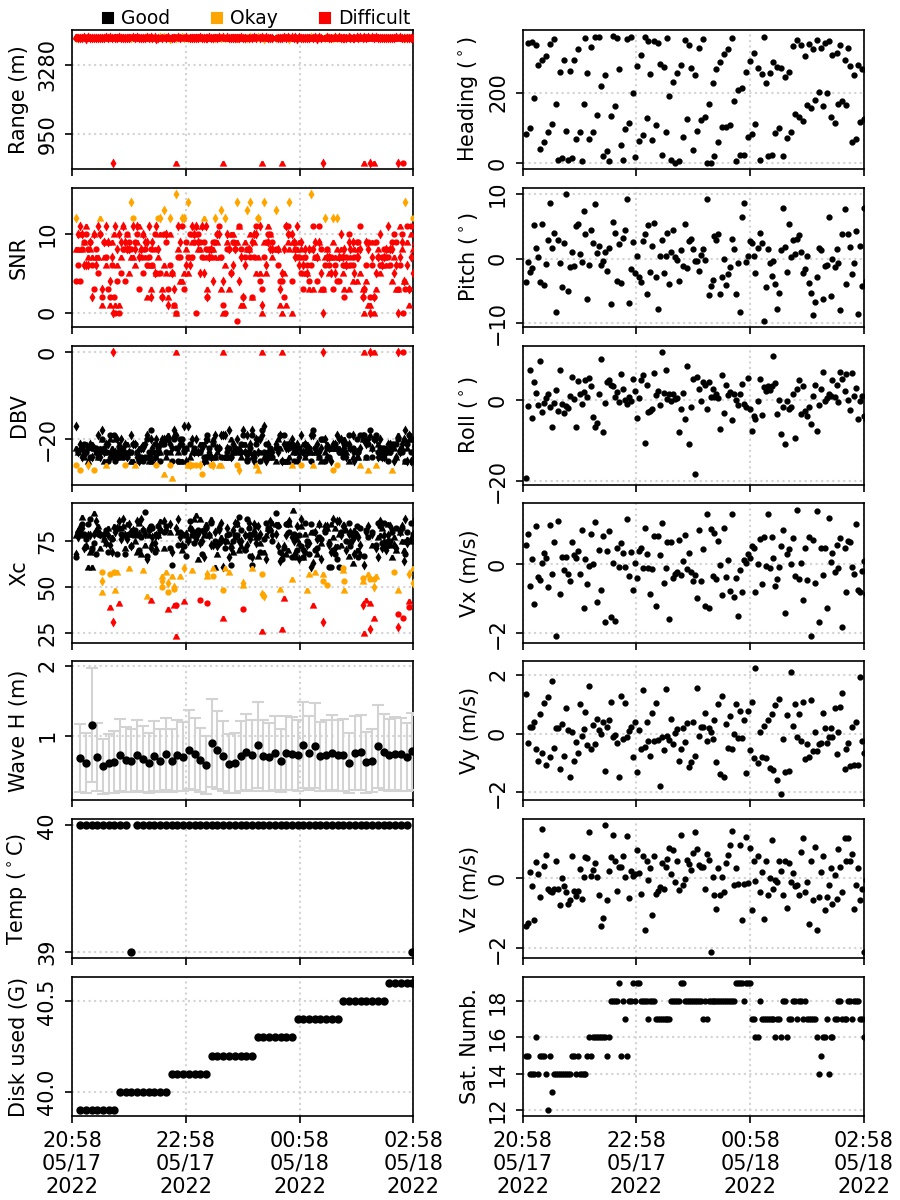 Good Okay Difficult
Range (m)
3280
950
Heading (°)
200
0
SNR
10
0
Pitch (°)
10
0
−10
DBV
0
−20
Roll (°)
0
−20
Xc
75
50
25
Vx (m/s)
0
−2
Wave H (m)
2
1
Vy (m/s)
2
0
−2
Temp (°C)
40
39
Vz (m/s)
0
−2
Disk used (G)
40.5
40.0
Sat. Numb.
18
16
14
12
20:58 22:58 00:58 02:58
05/17 05/17 05/18 05/18
2022 2022 2022 2022
20:58 22:58 00:58 02:58
05/17 05/17 05/18 05/18
2022 2022 2022 2022